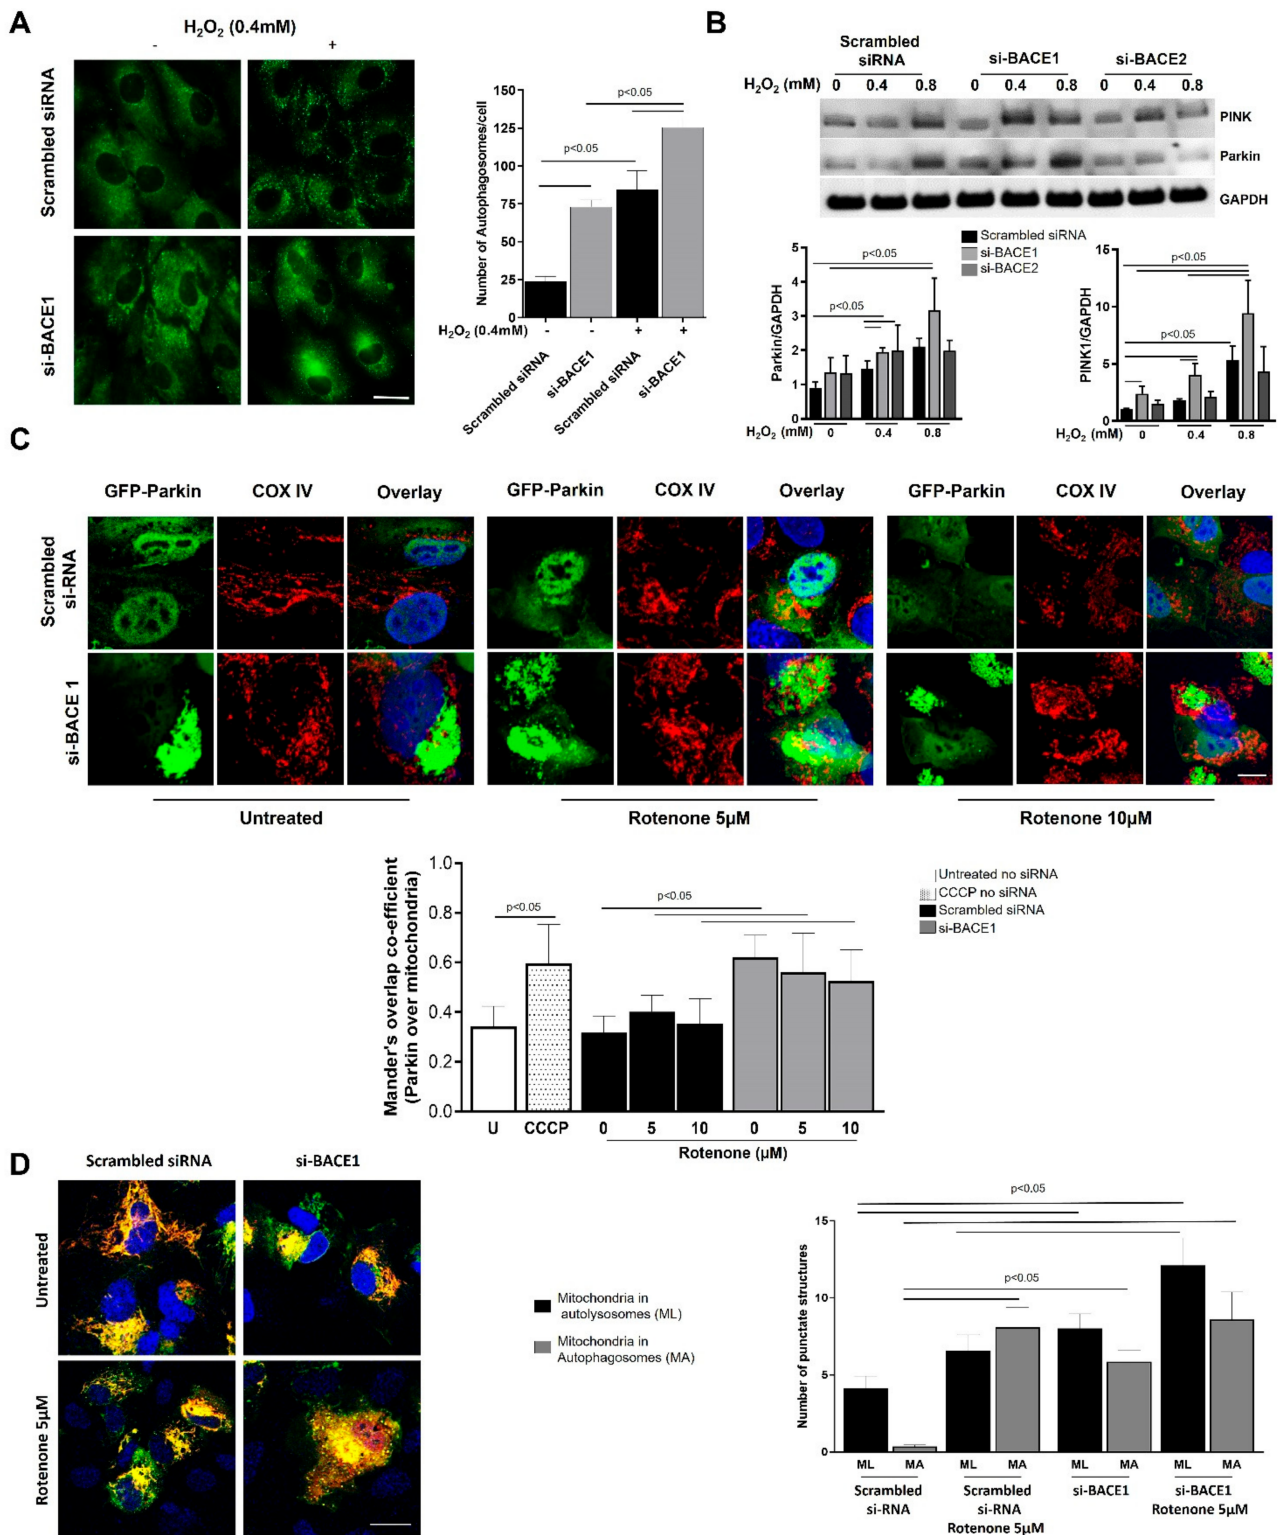 A
H₂O₂ (0.4mM)
- +
Scrambled siRNA
si-BACE1
Number of Autophagosomes/cell
150
125
100
75
50
25
0
p<0.05
p<0.05
H₂O₂ (0.4mM) - - + +
Scrambled siRNA
si-BACE1
Scrambled siRNA
si-BACE1
B
Scrambled
siRNA
si-BACE1
si-BACE2
H₂O₂ (mM) 0 0.4 0.8 0 0.4 0.8 0 0.4 0.8
PINK
Parkin
GAPDH
Scrambled siRNA
si-BACE1
si-BACE2
Parkin/GAPDH
5
4
3
2
1
0
p<0.05
p<0.05
H₂O₂ (mM) 0 0.4 0.8
PINK1/GAPDH
15
10
5
0
p<0.05
p<0.05
H₂O₂ (mM) 0 0.4 0.8
C
GFP-Parkin COX IV Overlay GFP-Parkin COX IV Overlay GFP-Parkin COX IV Overlay
Scrambled
si-RNA
si-BACE 1
Untreated
Rotenone 5µM
Rotenone 10µM
Mander's overlap co-efficient
(Parkin over mitochondria)
1.0
0.8
0.6
0.4
0.2
0.0
p<0.05
p<0.05
Untreated no siRNA
CCCP no siRNA
Scrambled siRNA
si-BACE1
U CCCP 0 5 10 0 5 10
Rotenone (µM)
D
Scrambled siRNA si-BACE1
Untreated
Rotenone 5µM
Mitochondria in
autolysosomes (ML)
Mitochondria in
Autophagosomes (MA)
Number of punctate structures
15
10
5
0
p<0.05
p<0.05
ML MA ML MA ML MA ML MA
Scrambled
si-RNA
Scrambled
si-RNA
Rotenone 5µM
si-BACE1
si-BACE1
Rotenone 5µM